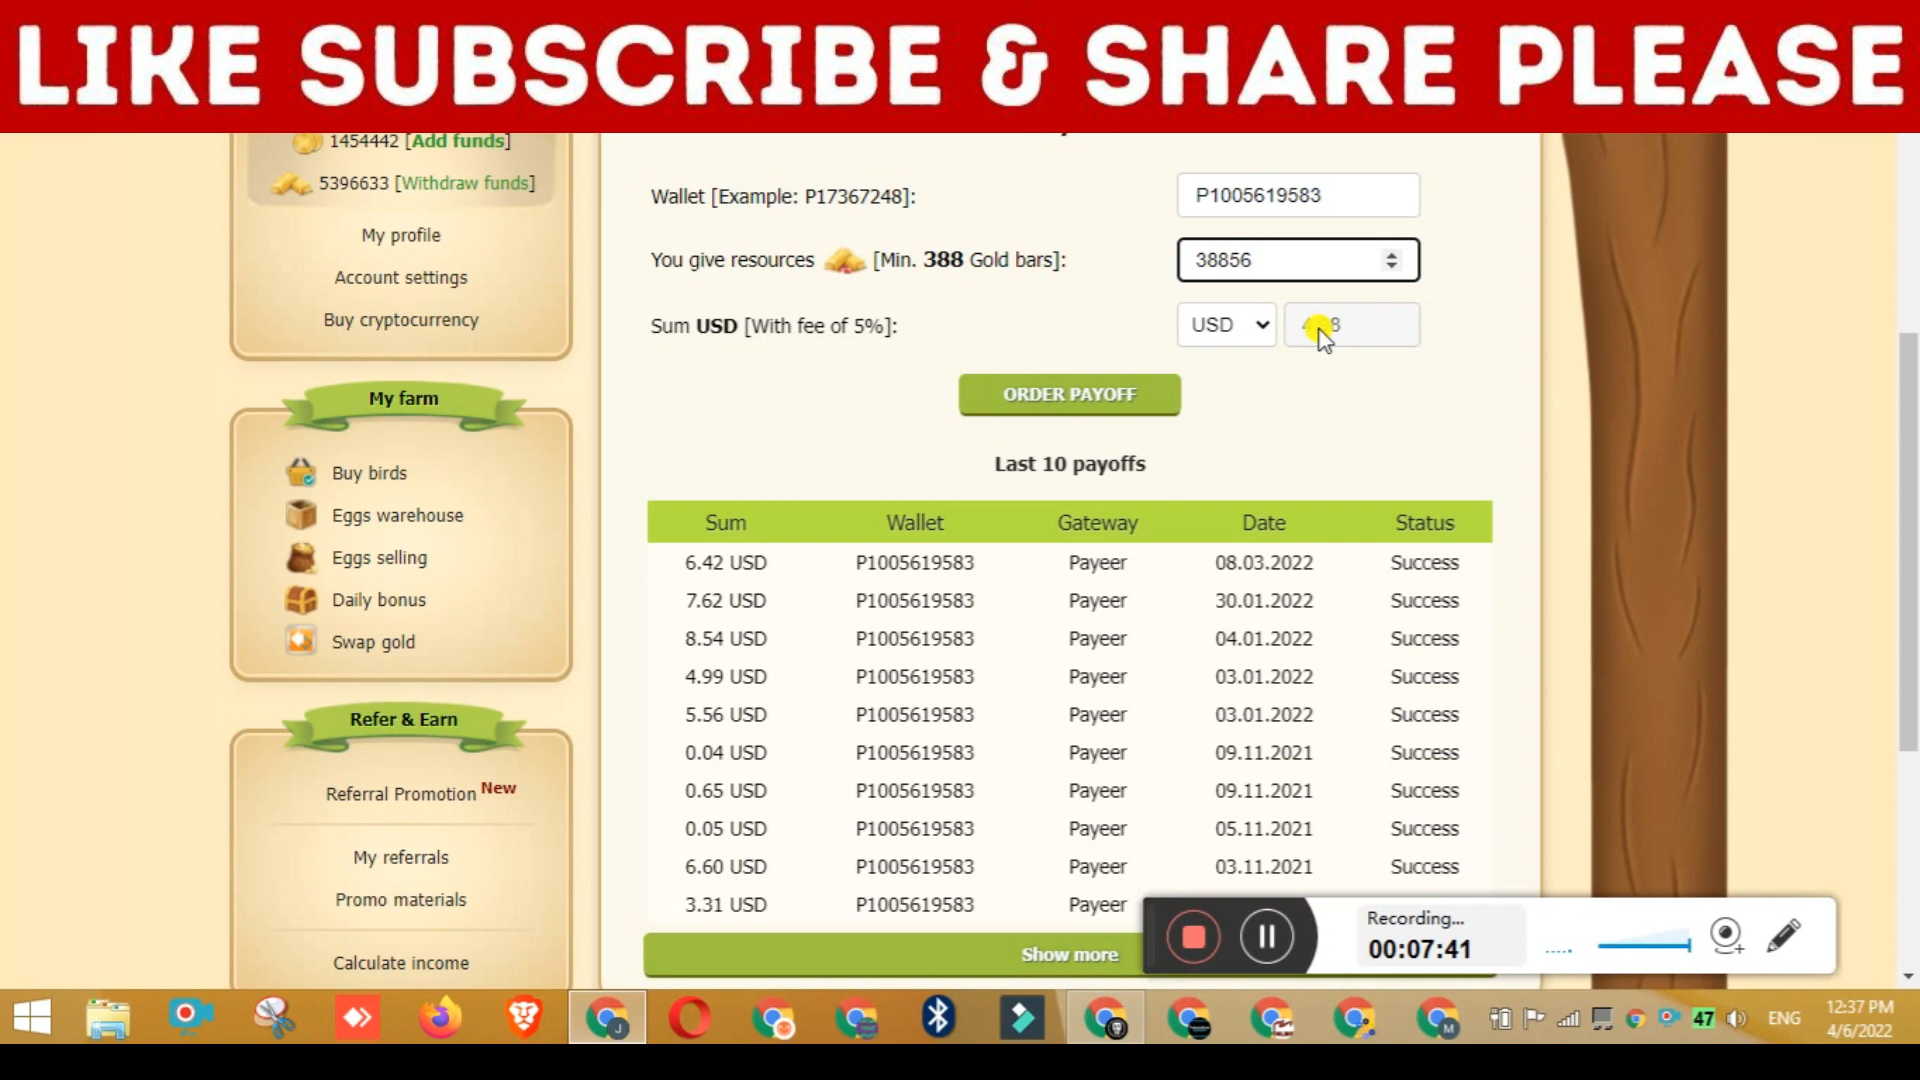 LIKE SUBSCRIBE & SHARE PLEASE
1454442 [Add funds]
5396633 [Withdraw funds]
My profile
Account settings
Buy cryptocurrency
My farm
Buy birds
Eggs warehouse
Eggs selling
Daily bonus
Swap gold
Refer & Earn
Referral Promotion New
My referrals
Promo materials
Calculate income
Wallet [Example: P17367248]: P1005619583
You give resources [Min. 388 Gold bars]: 38856
Sum USD [With fee of 5%]: USD
ORDER PAYOFF
Last 10 payoffs
Sum Wallet Gateway Date Status
6.42 USD P1005619583 Payeer 08.03.2022 Success
7.62 USD P1005619583 Payeer 30.01.2022 Success
8.54 USD P1005619583 Payeer 04.01.2022 Success
4.99 USD P1005619583 Payeer 03.01.2022 Success
5.56 USD P1005619583 Payeer 03.01.2022 Success
0.04 USD P1005619583 Payeer 09.11.2021 Success
0.65 USD P1005619583 Payeer 09.11.2021 Success
0.05 USD P1005619583 Payeer 05.11.2021 Success
6.60 USD P1005619583 Payeer 03.11.2021 Success
3.31 USD P1005619583 Payeer
Show more
Recording...
00:07:41
J
M
47
ENG
12:37 PM
4/6/2022